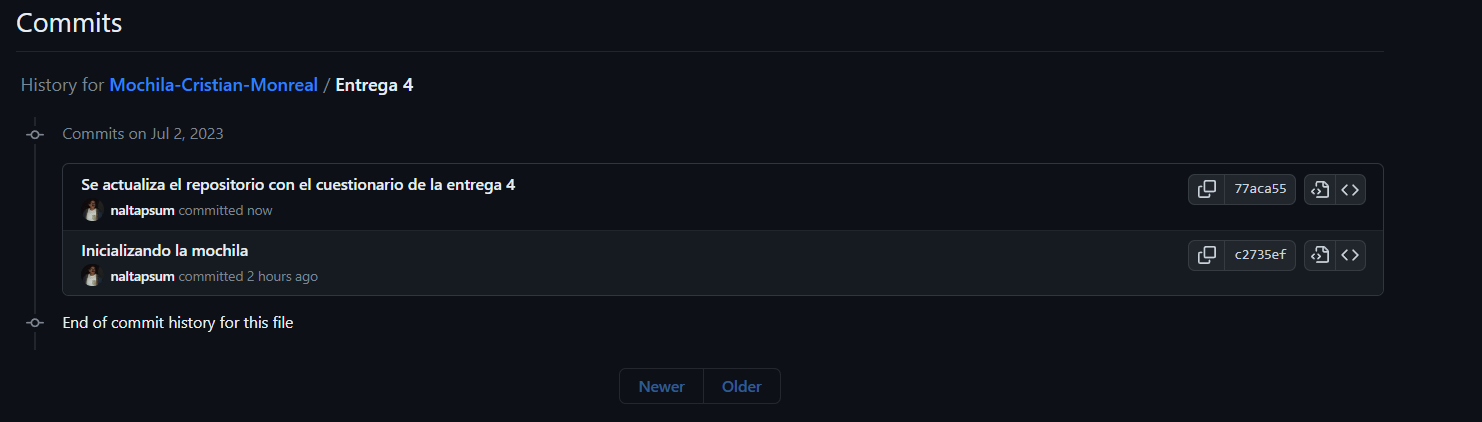 Commits
History for Mochila-Cristian-Monreal / Entrega 4
Commits on Jul 2, 2023
Se actualiza el repositorio con el cuestionario de la entrega 4
77aca55
naltapsum committed now
Inicializando la mochila
c2735ef
naltapsum committed 2 hours ago
End of commit history for this file
Newer Older